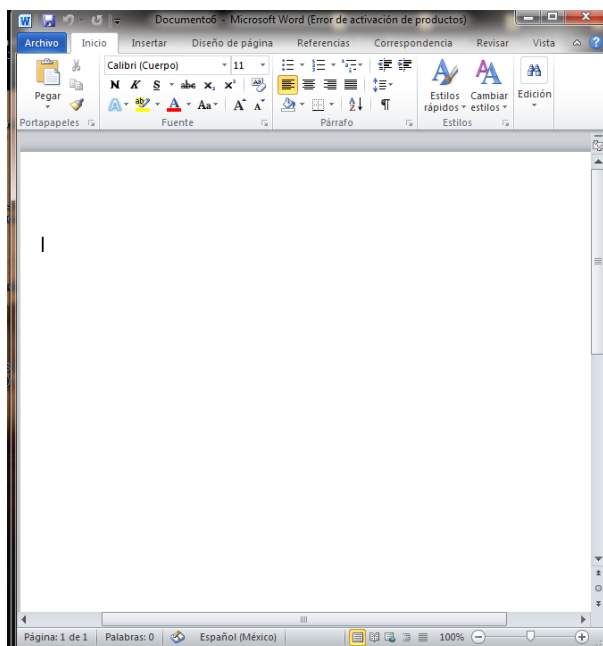 Documento6 - Microsoft Word (Error de activación de productos)
Archivo Inicio Insertar Diseño de página Referencias Correspondencia Revisar Vista
Calibri (Cuerpo) 11
N K S abc x₂ x²
Pegar
Aa
Estilos rápidos
Cambiar estilos
Edición
Portapapeles Fuente Párrafo Estilos
Página: 1 de 1 Palabras: 0 Español (México) 100%